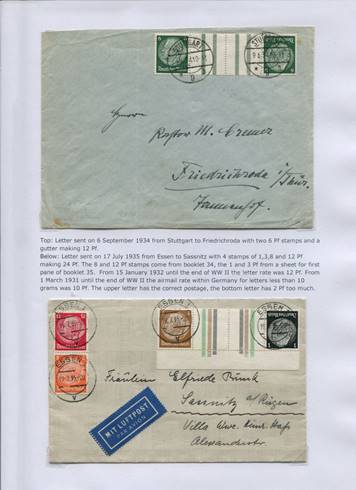 STUTTGART
STUTTGART
Herrn
Friedrichroda i/Thür.
Tannenhof.
Top: Letter sent on 6 September 1934 from Stuttgart to Friedrichroda with two 6 Pf stamps and a
gutter making 12 Pf.
Below: Letter sent on 17 July 1935 from Essen to Sassnitz with 4 stamps of 1,3,8 and 12 Pf
making 24 Pf. The 8 and 12 Pf stamps come from booklet 34, the 1 and 3 Pf from a sheet for first
pane of booklet 35. From 15 January 1932 until the end of WW II the letter rate was 12 Pf. From
1 March 1931 until the end of WW II the airmail rate within Germany for letters less than 10
grams was 10 Pf. The upper letter has the correct postage, the bottom letter has 2 Pf too much.
ESSEN
ESSEN
ESSEN
ESSEN
Fräulein Elfriede
Sassnitz a/Rügen
Villa
MIT LUFTPOST
PAR AVION